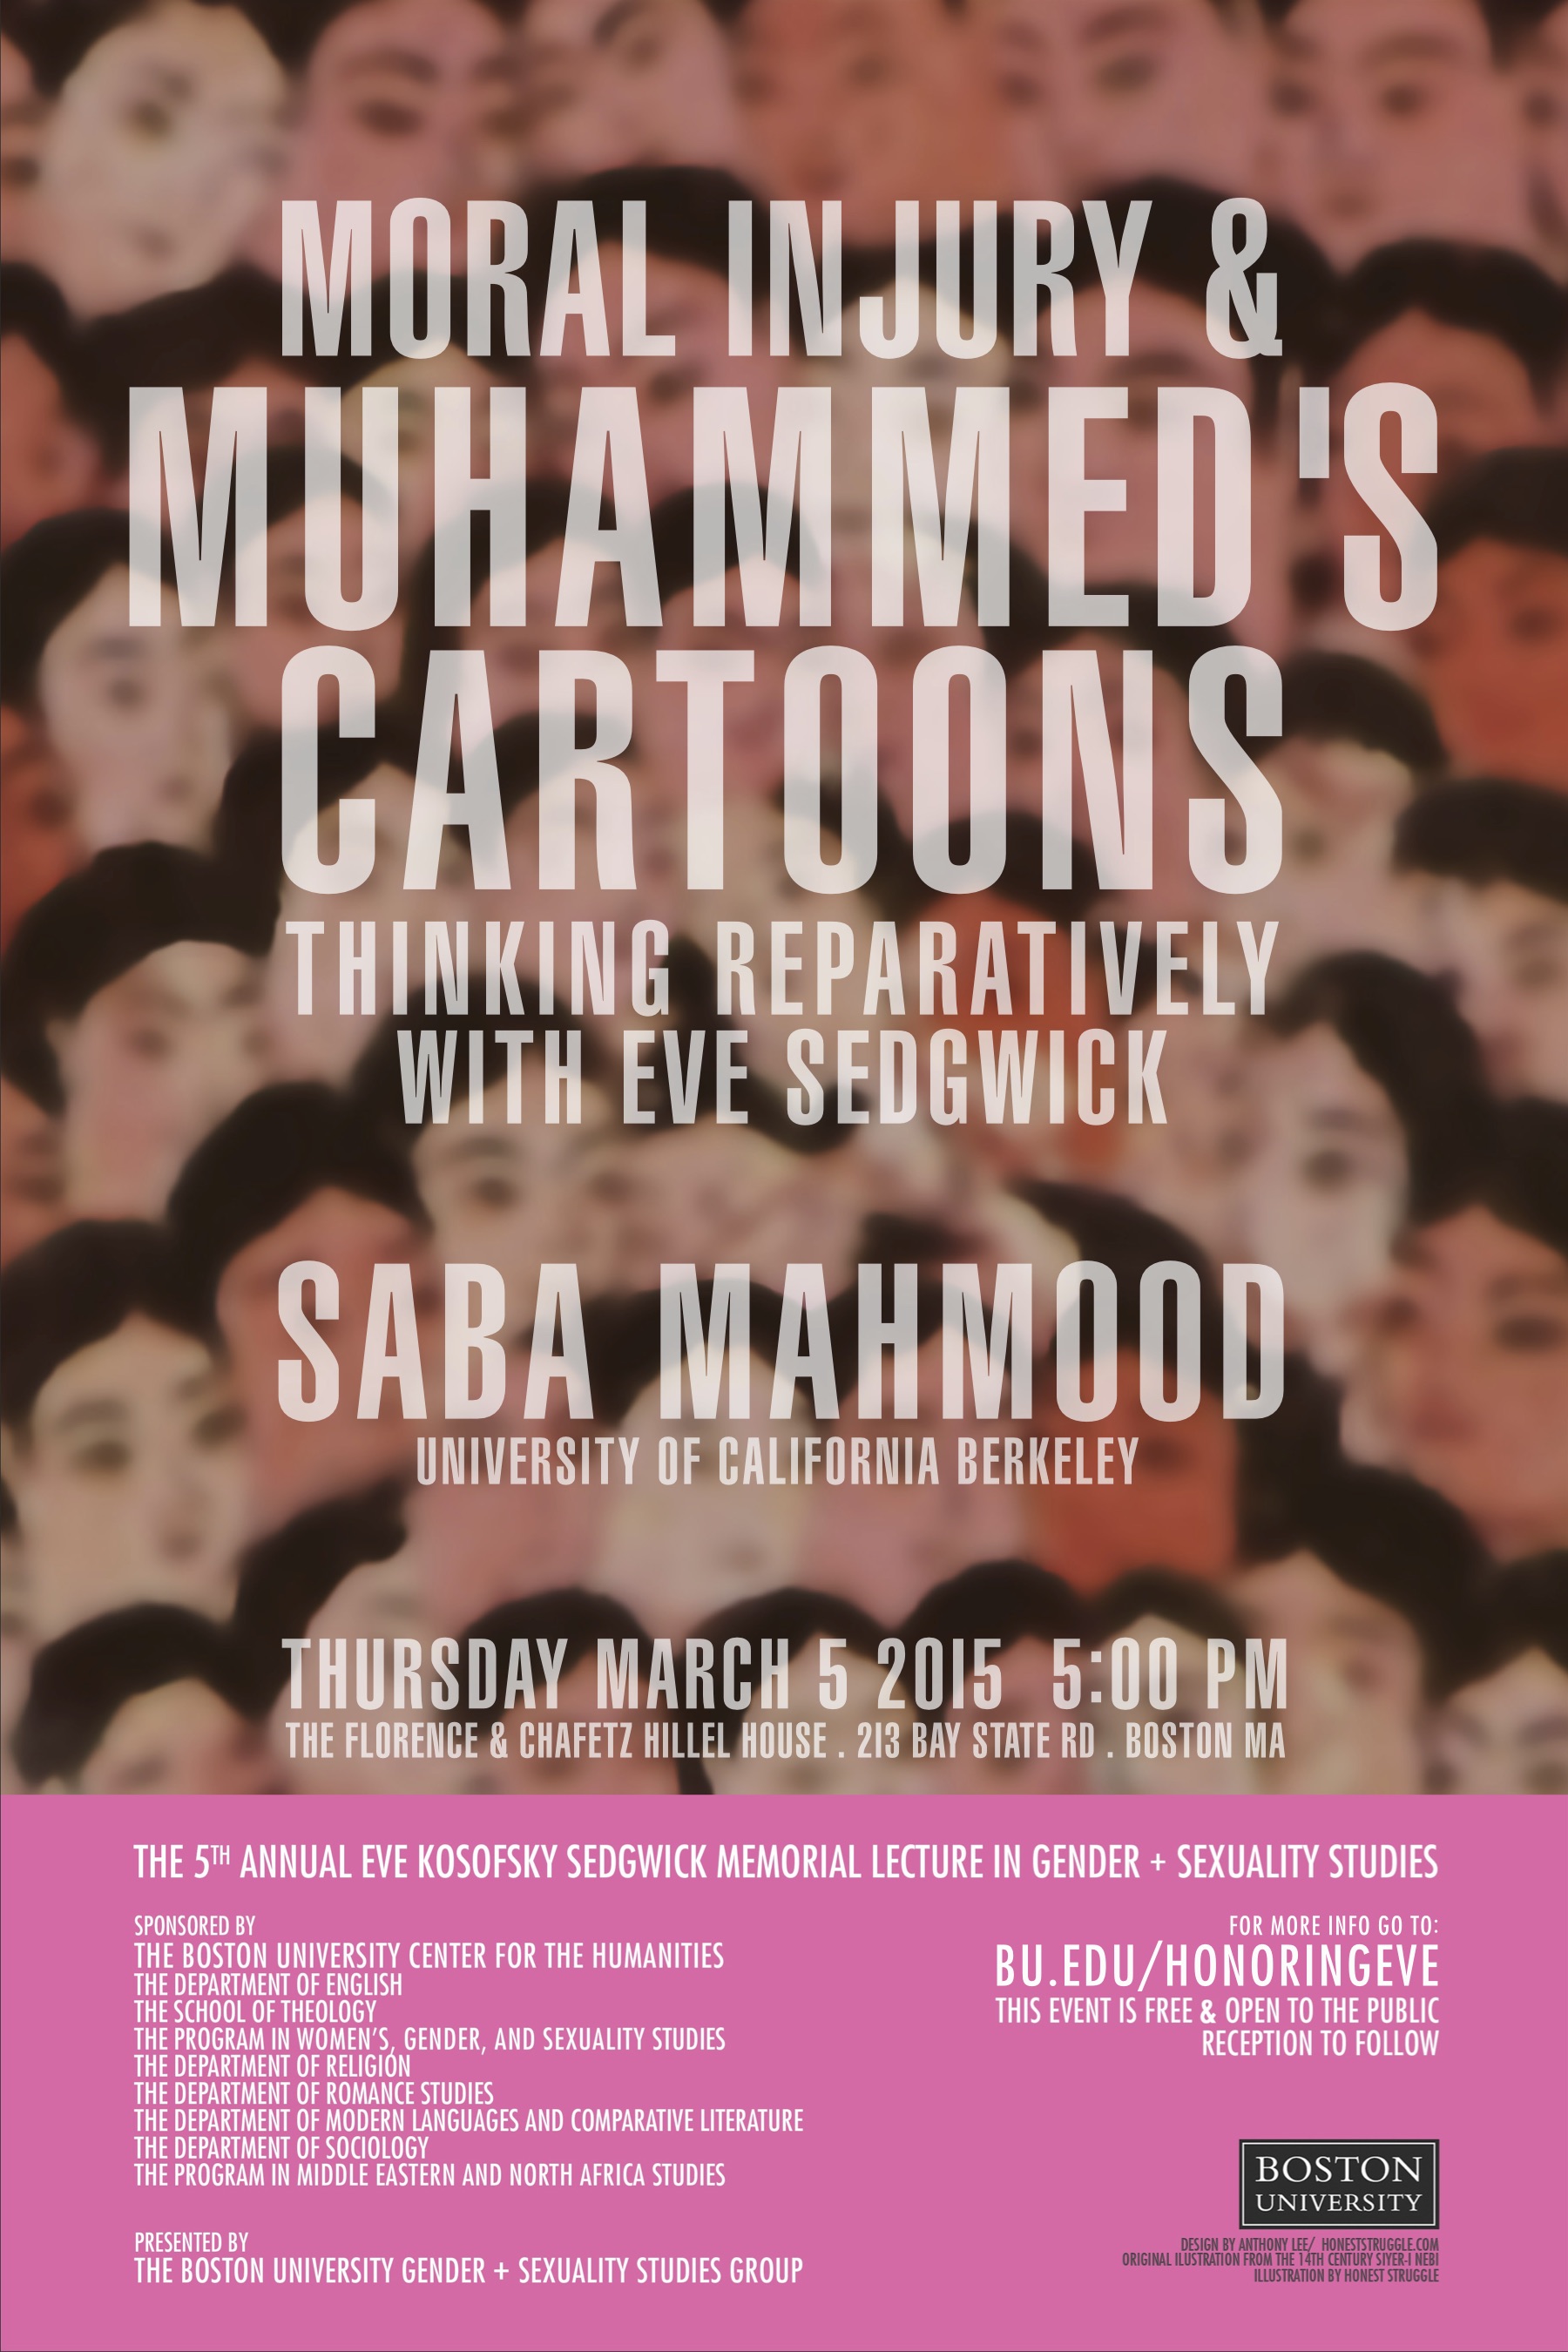 MORAL INJURY &
MUHAMMED'S
CARTOONS
THINKING REPARATIVELY
WITH EVE SEDGWICK
SABA MAHMOOD
UNIVERSITY OF CALIFORNIA BERKELEY
THURSDAY MARCH 5 2015 5:00 PM
THE FLORENCE & CHAFETZ HILLEL HOUSE . 213 BAY STATE RD . BOSTON MA
THE 5TH ANNUAL EVE KOSOFSKY SEDGWICK MEMORIAL LECTURE IN GENDER + SEXUALITY STUDIES
SPONSORED BY
THE BOSTON UNIVERSITY CENTER FOR THE HUMANITIES
THE DEPARTMENT OF ENGLISH
THE SCHOOL OF THEOLOGY
THE PROGRAM IN WOMEN'S, GENDER, AND SEXUALITY STUDIES
THE DEPARTMENT OF RELIGION
THE DEPARTMENT OF ROMANCE STUDIES
THE DEPARTMENT OF MODERN LANGUAGES AND COMPARATIVE LITERATURE
THE DEPARTMENT OF SOCIOLOGY
THE PROGRAM IN MIDDLE EASTERN AND NORTH AFRICA STUDIES
PRESENTED BY
THE BOSTON UNIVERSITY GENDER + SEXUALITY STUDIES GROUP
FOR MORE INFO GO TO:
BU.EDU/HONORINGEVE
THIS EVENT IS FREE & OPEN TO THE PUBLIC
RECEPTION TO FOLLOW
BOSTON
UNIVERSITY
DESIGN BY ANTHONY LEE/ HONESTSTRUGGLE.COM
ORIGINAL ILUSTRATION FROM THE 14TH CENTURY SIYER-I NEBI
ILLUSTRATION BY HONEST STRUGGLE